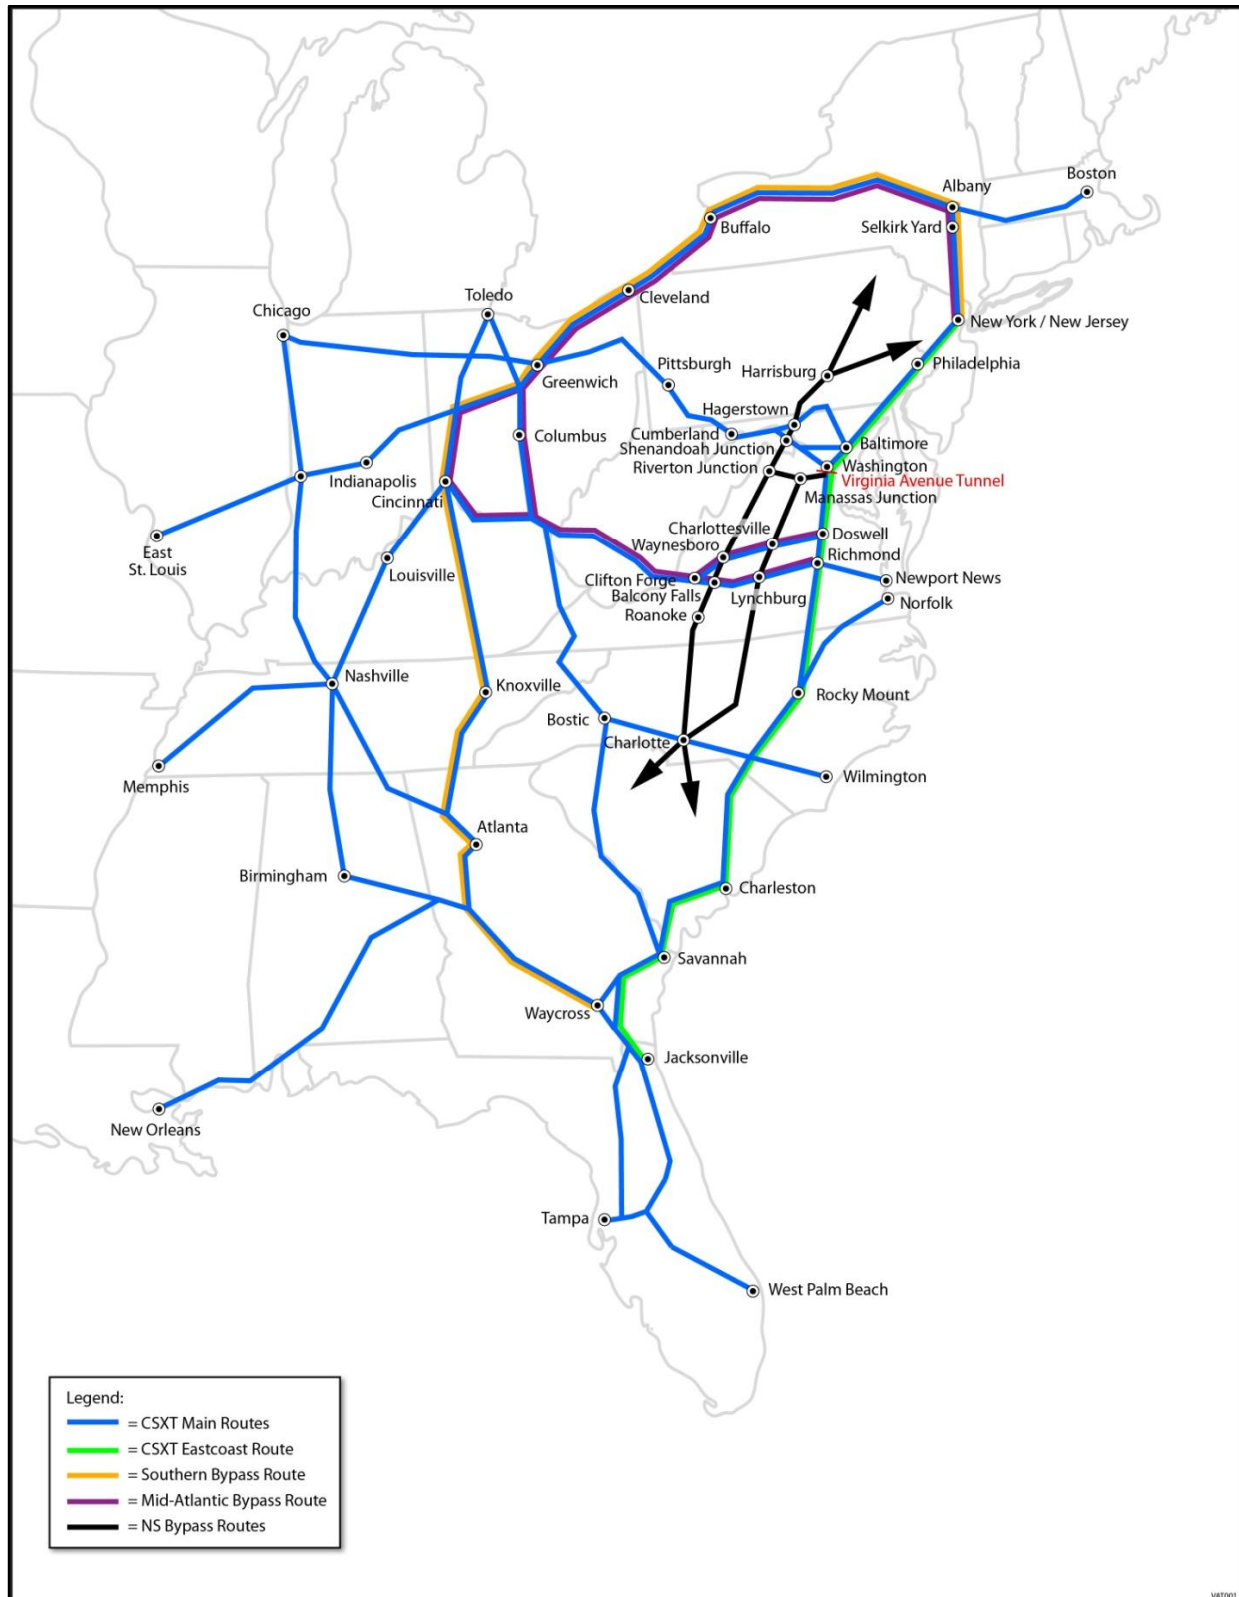 Boston
Albany
Buffalo
Selkirk Yard
Cleveland
Toledo
Chicago
New York / New Jersey
Pittsburgh
Harrisburg
Philadelphia
Greenwich
Hagerstown
Columbus
Cumberland
Baltimore
Shenandoah Junction
Washington
Riverton Junction
Indianapolis
Virginia Avenue Tunnel
Cincinnati
Manassas Junction
Charlottesville
Doswell
Waynesboro
East
St. Louis
Richmond
Louisville
Clifton Forge
Newport News
Balcony Falls
Lynchburg
Norfolk
Roanoke
Nashville
Knoxville
Rocky Mount
Bostic
Charlotte
Wilmington
Memphis
Atlanta
Birmingham
Charleston
Savannah
Waycross
Jacksonville
New Orleans
Tampa
West Palm Beach
Legend:
= CSXT Main Routes
= CSXT Eastcoast Route
= Southern Bypass Route
= Mid-Atlantic Bypass Route
= NS Bypass Routes
VAT001